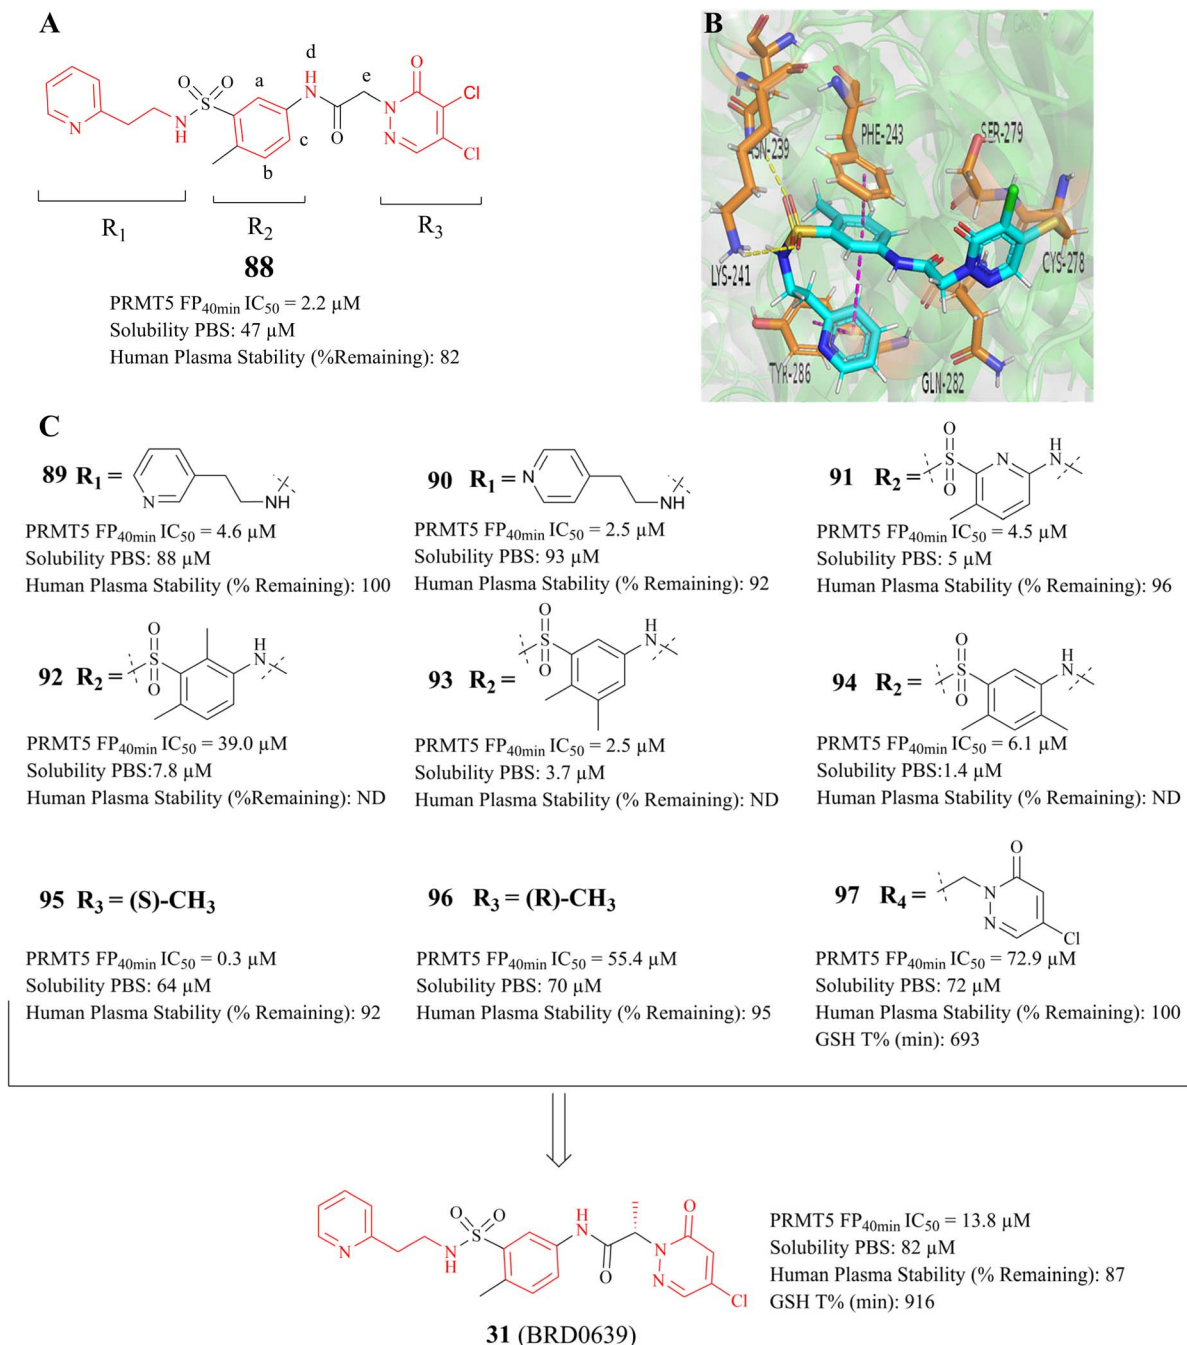 A
B
a
b
c
d
e
O
O
S
N
N
H
H
N
O
N
N
O
Cl
Cl
R1
R2
R3
88
PRMT5 FP40min IC50 = 2.2 µM
Solubility PBS: 47 µM
Human Plasma Stability (%Remaining): 82
PHE-243
SER-279
LYS-241
CYS-278
TYR-286
GLN-282
C
89 R1 =
N
NH
PRMT5 FP40min IC50 = 4.6 µM
Solubility PBS: 88 µM
Human Plasma Stability (% Remaining): 100
90 R1 =
N
NH
PRMT5 FP40min IC50 = 2.5 µM
Solubility PBS: 93 µM
Human Plasma Stability (% Remaining): 92
91 R2 =
O
S
O
N
H
N
PRMT5 FP40min IC50 = 4.5 µM
Solubility PBS: 5 µM
Human Plasma Stability (% Remaining): 96
92 R2 =
O
S
O
H
N
PRMT5 FP40min IC50 = 39.0 µM
Solubility PBS:7.8 µM
Human Plasma Stability (%Remaining): ND
93 R2 =
O
S
O
H
N
PRMT5 FP40min IC50 = 2.5 µM
Solubility PBS: 3.7 µM
Human Plasma Stability (% Remaining): ND
94 R2 =
O
S
O
H
N
PRMT5 FP40min IC50 = 6.1 µM
Solubility PBS:1.4 µM
Human Plasma Stability (% Remaining): ND
95 R3 = (S)-CH3
PRMT5 FP40min IC50 = 0.3 µM
Solubility PBS: 64 µM
Human Plasma Stability (% Remaining): 92
96 R3 = (R)-CH3
PRMT5 FP40min IC50 = 55.4 µM
Solubility PBS: 70 µM
Human Plasma Stability (% Remaining): 95
97 R4 =
O
N
N
Cl
PRMT5 FP40min IC50 = 72.9 µM
Solubility PBS: 72 µM
Human Plasma Stability (% Remaining): 100
GSH T% (min): 693
O
O
S
N
N
H
H
N
O
N
N
O
Cl
31 (BRD0639)
PRMT5 FP40min IC50 = 13.8 µM
Solubility PBS: 82 µM
Human Plasma Stability (% Remaining): 87
GSH T% (min): 916